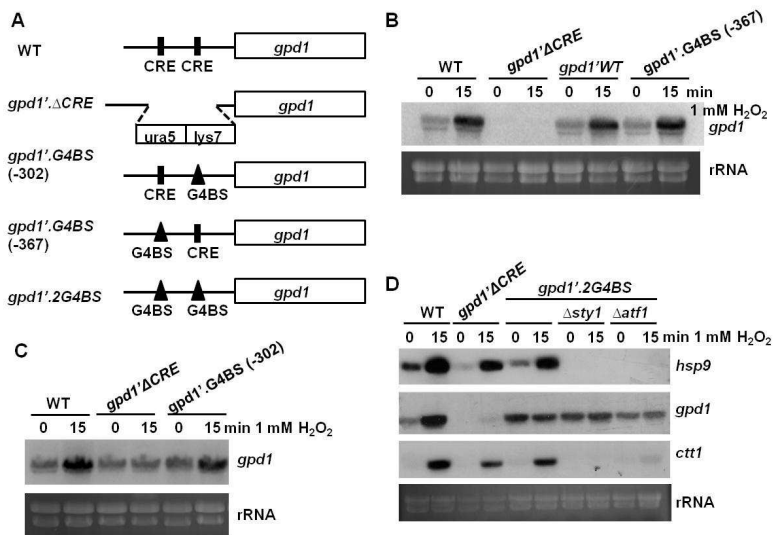 A
WT
gpd1
CRE CRE
gpd1'.ΔCRE
gpd1
ura5 lys7
gpd1'.G4BS
(-302)
gpd1
CRE G4BS
gpd1'.G4BS
(-367)
gpd1
G4BS CRE
gpd1'.2G4BS
gpd1
G4BS G4BS
B
WT gpd1'ΔCRE gpd1'WT gpd1'.G4BS (-367)
0 15 0 15 0 15 0 15 min
1 mM H₂O₂
gpd1
rRNA
C
WT gpd1'ΔCRE gpd1'.G4BS (-302)
0 15 0 15 0 15 min 1 mM H₂O₂
gpd1
rRNA
D
gpd1'.2G4BS
WT gpd1'ΔCRE Δsty1 Δatf1
0 15 0 15 0 15 0 15 0 15 min 1 mM H₂O₂
hsp9
gpd1
ctt1
rRNA